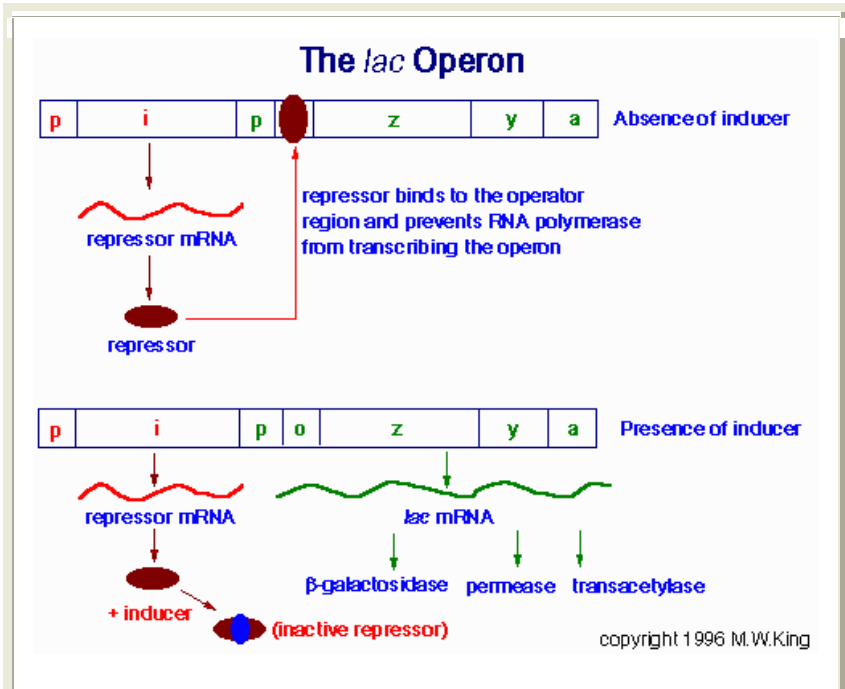 The lac Operon
p i p z y a Absence of inducer
repressor binds to the operator
region and prevents RNA polymerase
from transcribing the operon
repressor mRNA
repressor
p i p o z y a Presence of inducer
repressor mRNA
lac mRNA
β-galactosidase permease transacetylase
+ inducer
(inactive repressor)
copyright 1996 M.W.King